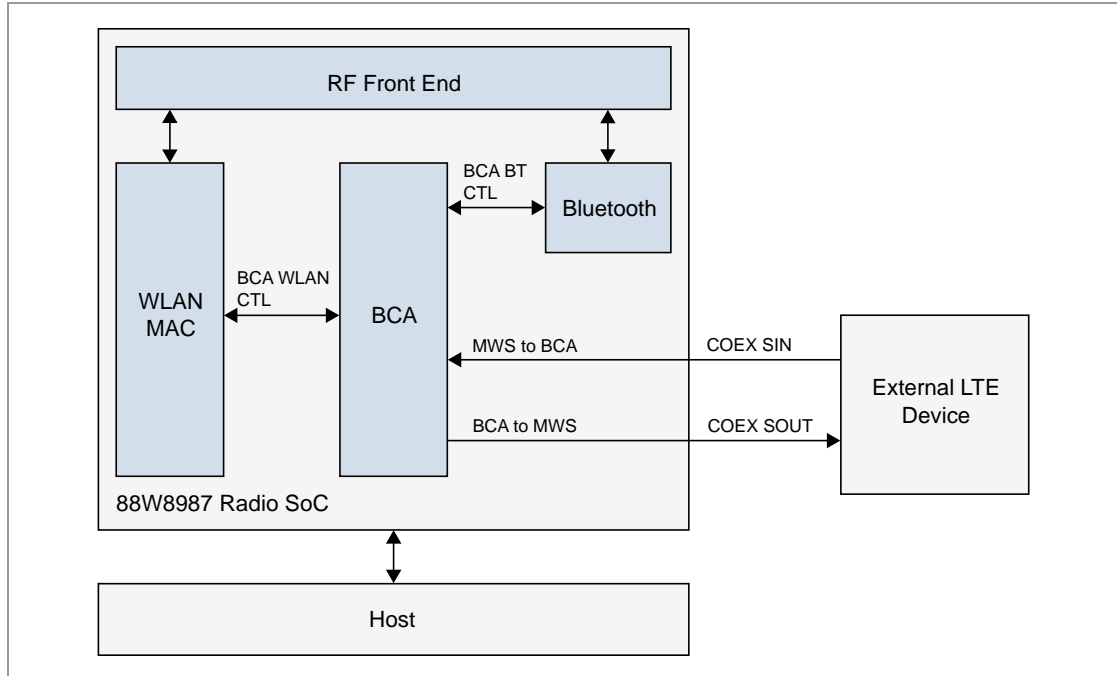 RF Front End
BCA BT
CTL
Bluetooth
BCA WLAN
CTL
WLAN
MAC
BCA
MWS to BCA
COEX SIN
External LTE
Device
BCA to MWS
COEX SOUT
88W8987 Radio SoC
Host